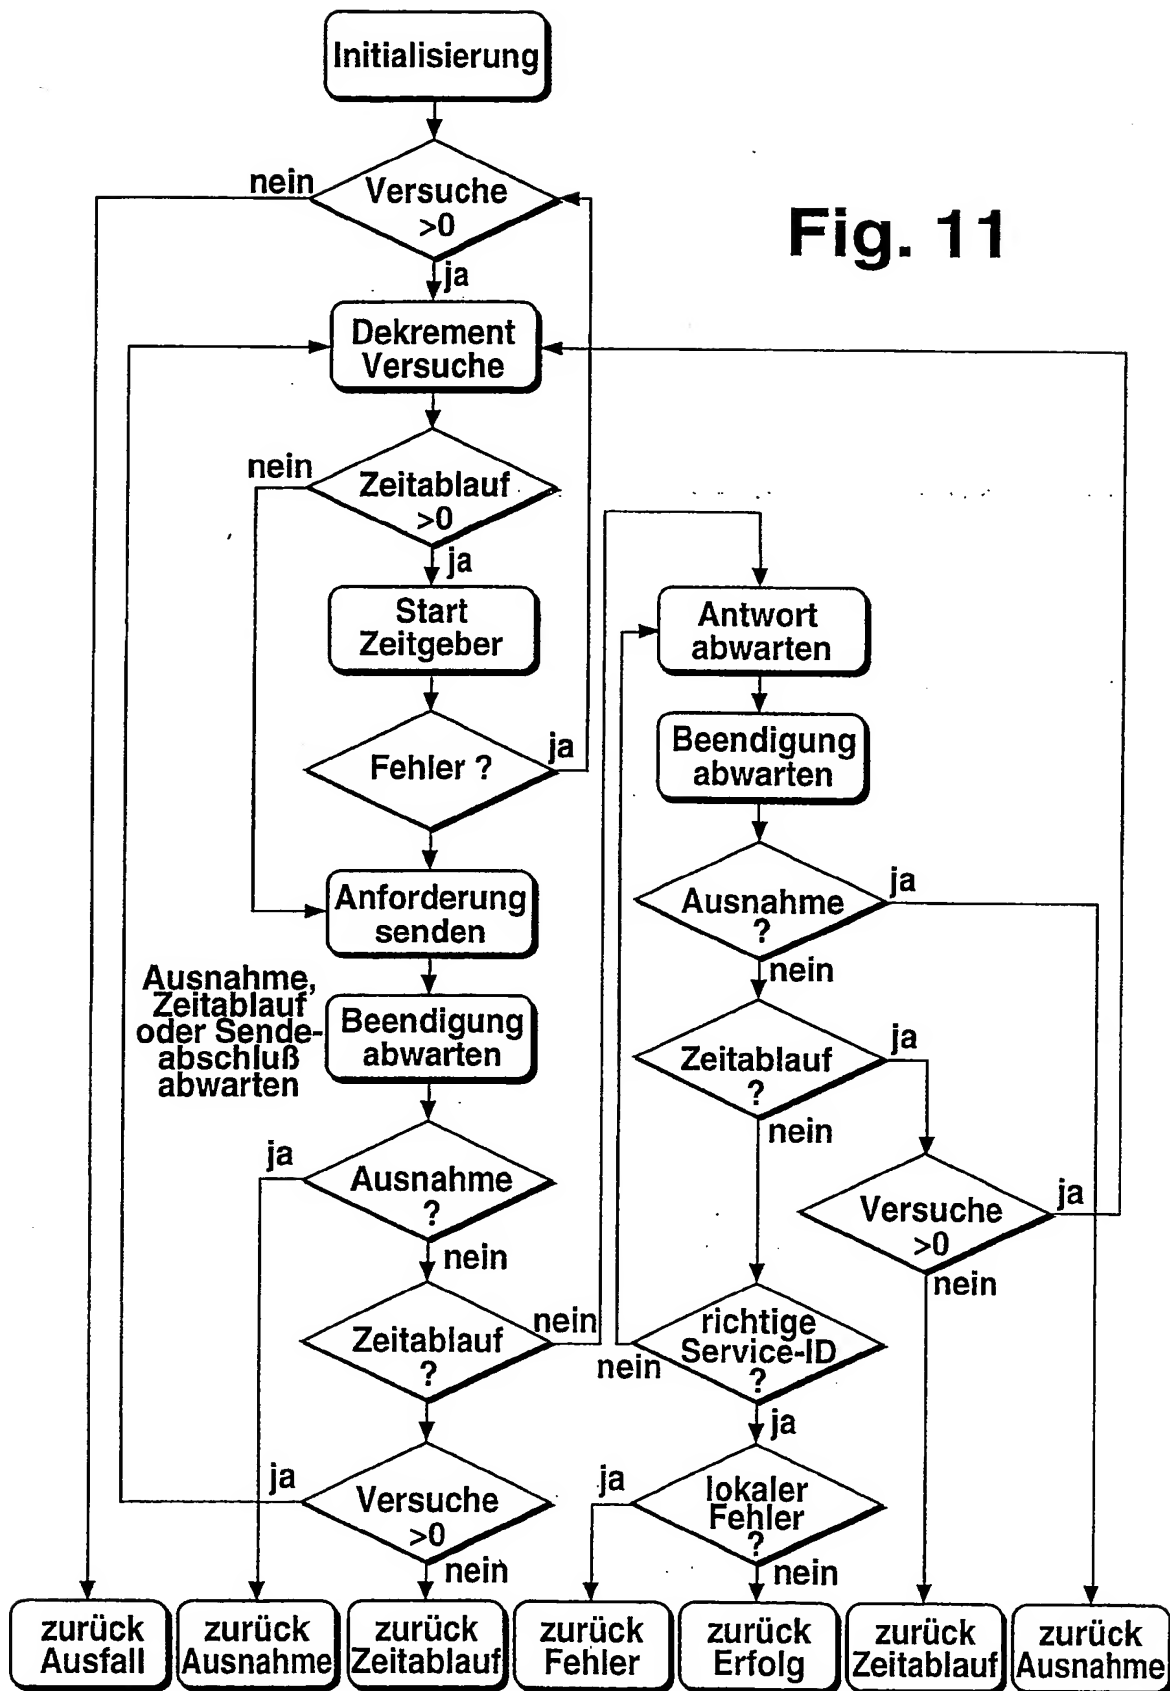 Initialisierung
nein
Versuche
>0
Fig. 11
ja
Dekrement
Versuche
nein
Zeitablauf
>0
ja
Start
Zeitgeber
Fehler ?
ja
Anforderung
senden
Ausnahme,
Zeitablauf
oder Sende-
abschluß
abwarten
Beendigung
abwarten
ja
Ausnahme
?
nein
Zeitablauf
?
nein
ja
Versuche
>0
nein
Antwort
abwarten
Beendigung
abwarten
Ausnahme
?
ja
nein
Zeitablauf
?
ja
nein
Versuche
>0
ja
nein
richtige
Service-ID
?
nein
ja
lokaler
Fehler
?
ja
nein
zurück
Ausfall
zurück
Ausnahme
zurück
Zeitablauf
zurück
Fehler
zurück
Erfolg
zurück
Zeitablauf
zurück
Ausnahme